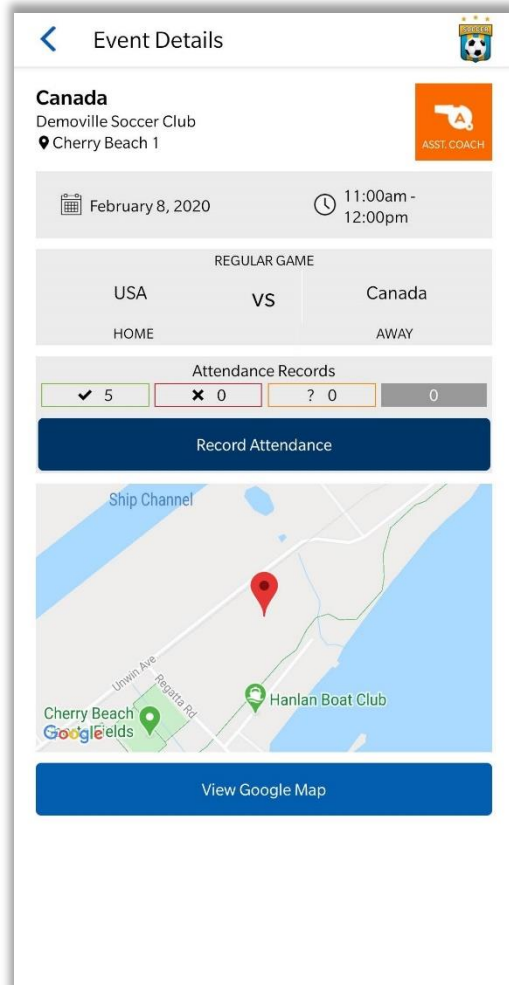 Event Details
SOCCER
Canada
Demoville Soccer Club
Cherry Beach 1
A
ASST. COACH
February 8, 2020
11:00am -
12:00pm
REGULAR GAME
USA
VS
Canada
HOME
AWAY
Attendance Records
✔ 5
✖ 0
? 0
0
Record Attendance
Ship Channel
Unwin Ave
Regatta Rd
Hanlan Boat Club
Cherry Beach
Google
View Google Map